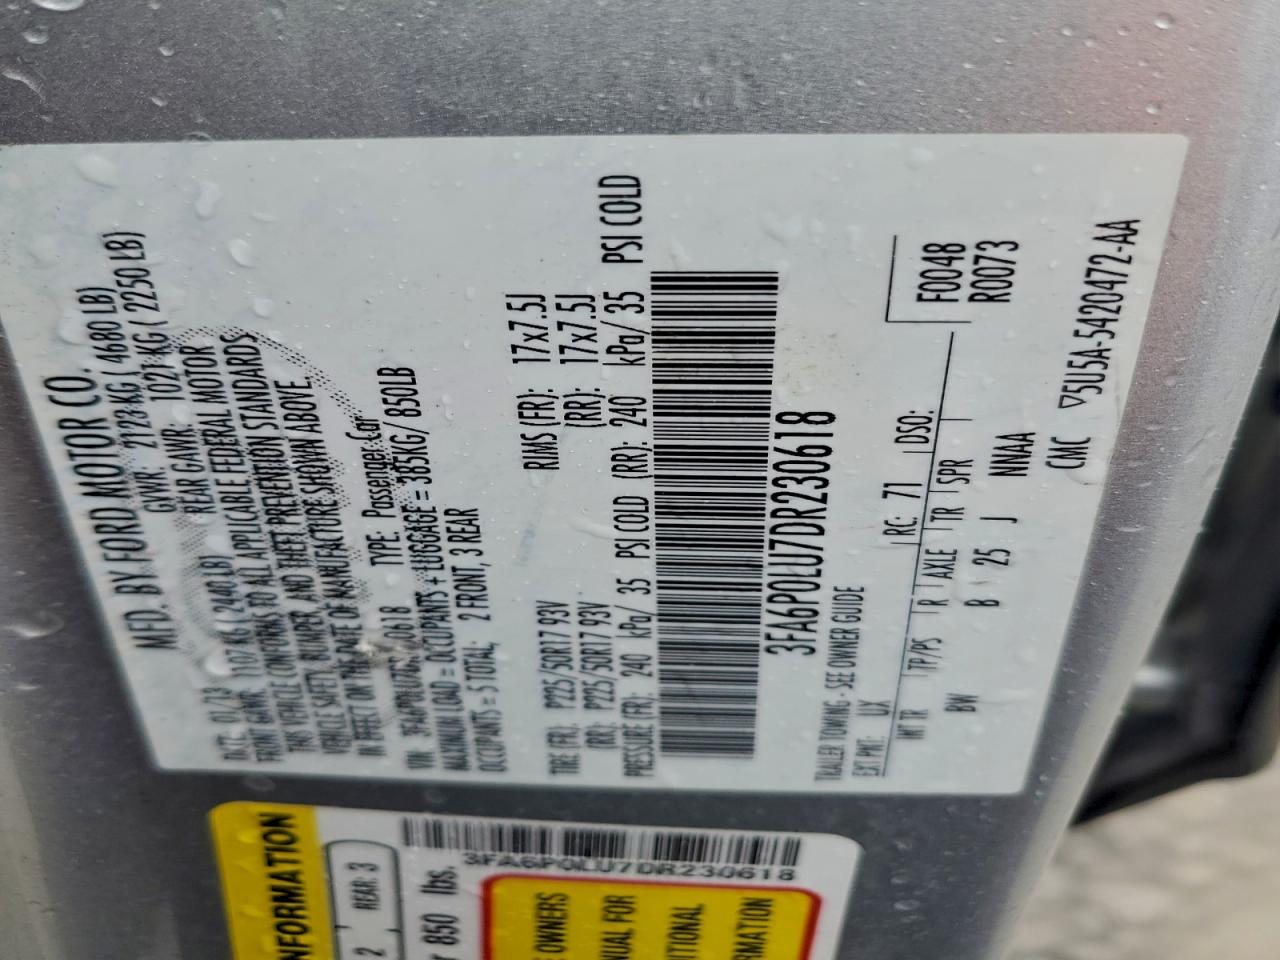 MFD. BY FORD MOTOR CO.
DATE: 01/13 GVWR: 2123 KG ( 4680 LB)
FRONT GAWR: 1107 KG ( 2440 LB) REAR GAWR: 1021 KG ( 2250 LB)
THIS VEHICLE CONFORMS TO ALL APPLICABLE FEDERAL MOTOR
VEHICLE SAFETY, BUMPER, AND THEFT PREVENTION STANDARDS
IN EFFECT ON THE DATE OF MANUFACTURE SHOWN ABOVE.
VIN: 3FA6P0LU7DR230618 TYPE: Passenger Car
MAXIMUM LOAD = OCCUPANTS + LUGGAGE = 385KG/ 850LB
OCCUPANTS = 5 TOTAL; 2 FRONT, 3 REAR
TIRE (FR): P225/50R17 93V RIMS (FR): 17x7.5J
(RR): P225/50R17 93V (RR): 17x7.5J
PRESSURE (FR): 240 kPa/ 35 PSI COLD (RR): 240 kPa/ 35 PSI COLD
3FA6P0LU7DR230618
TRAILER TOWING - SEE OWNER GUIDE
EXT PNT: UX RC: 71 DSO: F0048
INT TR TP/PS R AXLE TR SPR R0073
BW B 25 J NNAA
CMC ▽5U5A-5420472-AA
INFORMATION
2 REAR 3
850 lbs.
3FA6P0LU7DR230618
OWNERS
FOR